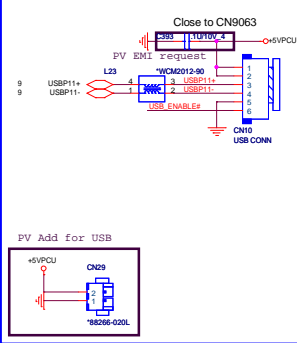 Close to CN9063
C393 .1U/10V_4
+5VPCU
PV EMI request
L23 *WCM2012-90
9 USBP11+ 4 3 USBP11+
9 USBP11- 1 2 USBP11-
USB_ENABLE#
1
2
3
4
5
6
CN10
USB CONN
PV Add for USB
+5VPCU
CN29
2
1
*88266-020L